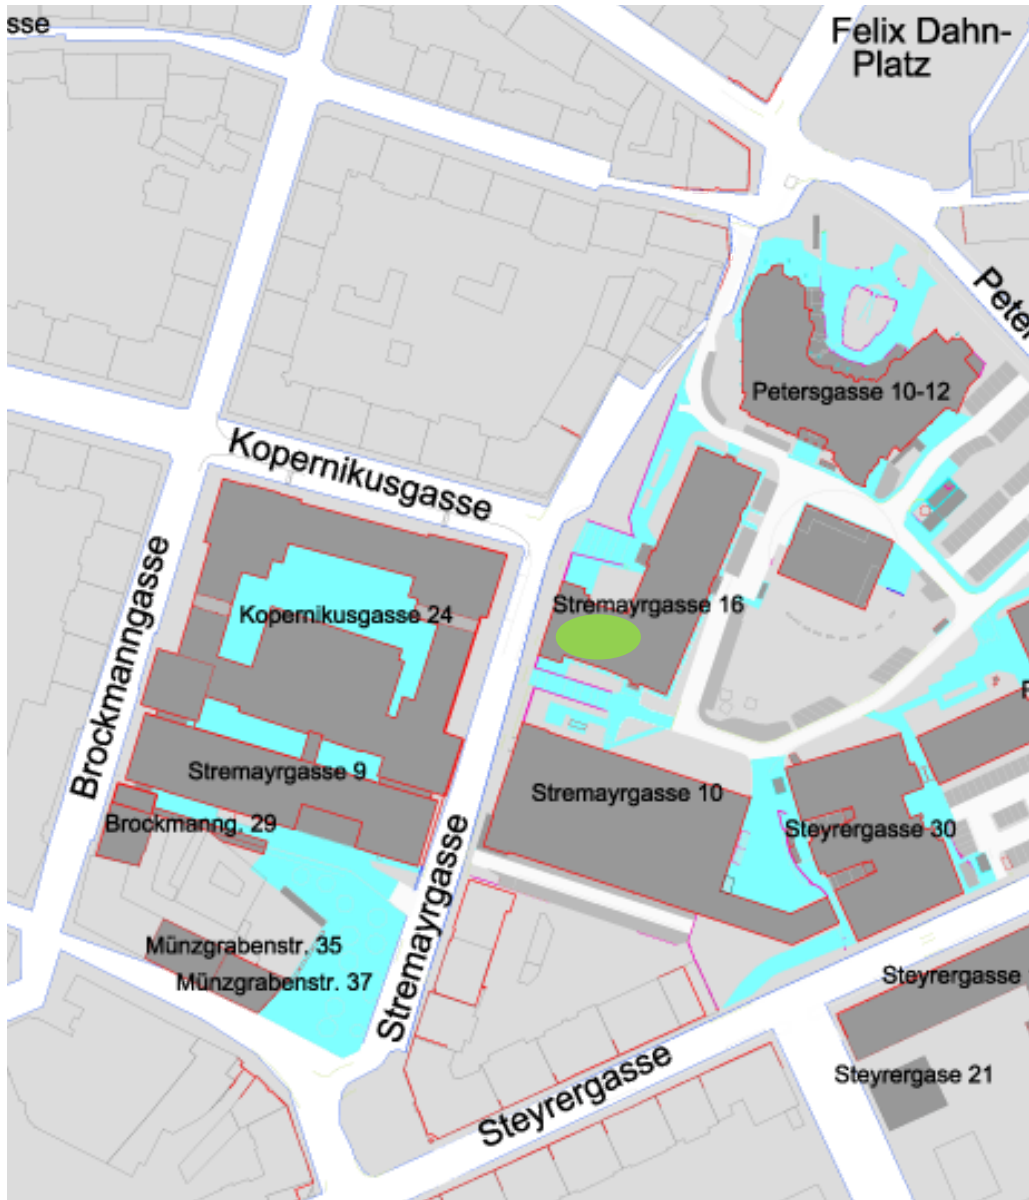 sse
Felix Dahn-
Platz
Peter
Petersgasse 10-12
Kopernikusgasse
Brockmanngasse
Kopernikusgasse 24
Stremayrgasse 16
Stremayrgasse 9
Stremayrgasse 10
Brockmanng. 29
Steyrergasse 30
Stremayrgasse
Münzgrabenstr. 35
Münzgrabenstr. 37
Steyrergasse
Steyrergasse
Steyrergase 21